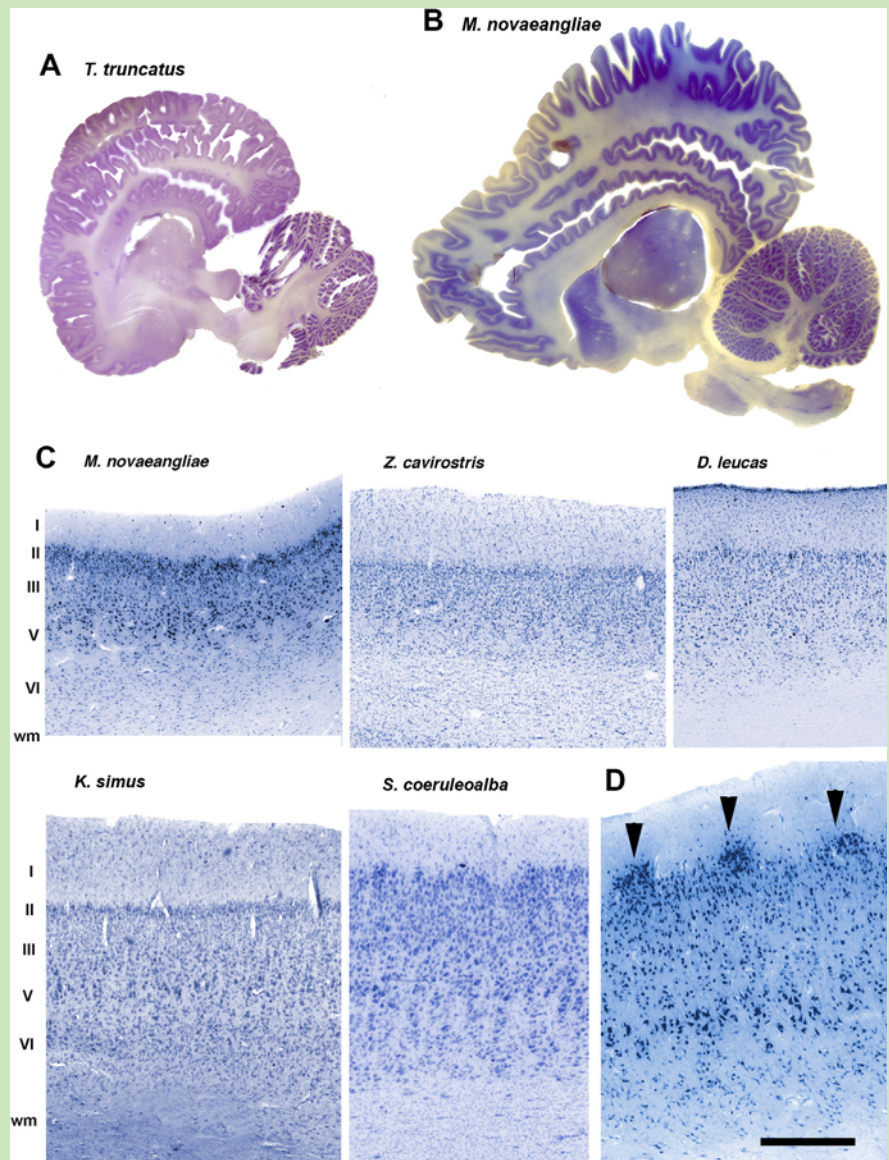 A T. truncatus
B M. novaeangliae
C M. novaeangliae
Z. cavirostris
D. leucas
I
II
III
V
VI
wm
K. simus
S. coeruleoalba
D
I
II
III
V
VI
wm